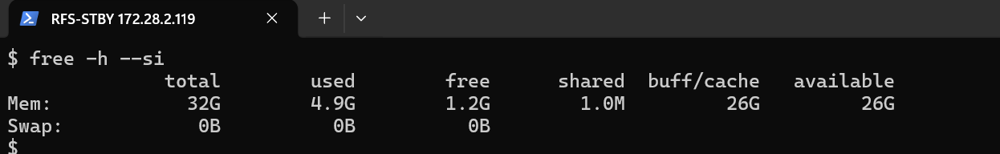 RFS-STBY 172.28.2.119
$ free -h --si
total used free shared buff/cache available
Mem: 32G 4.9G 1.2G 1.0M 26G 26G
Swap: 0B 0B 0B
$